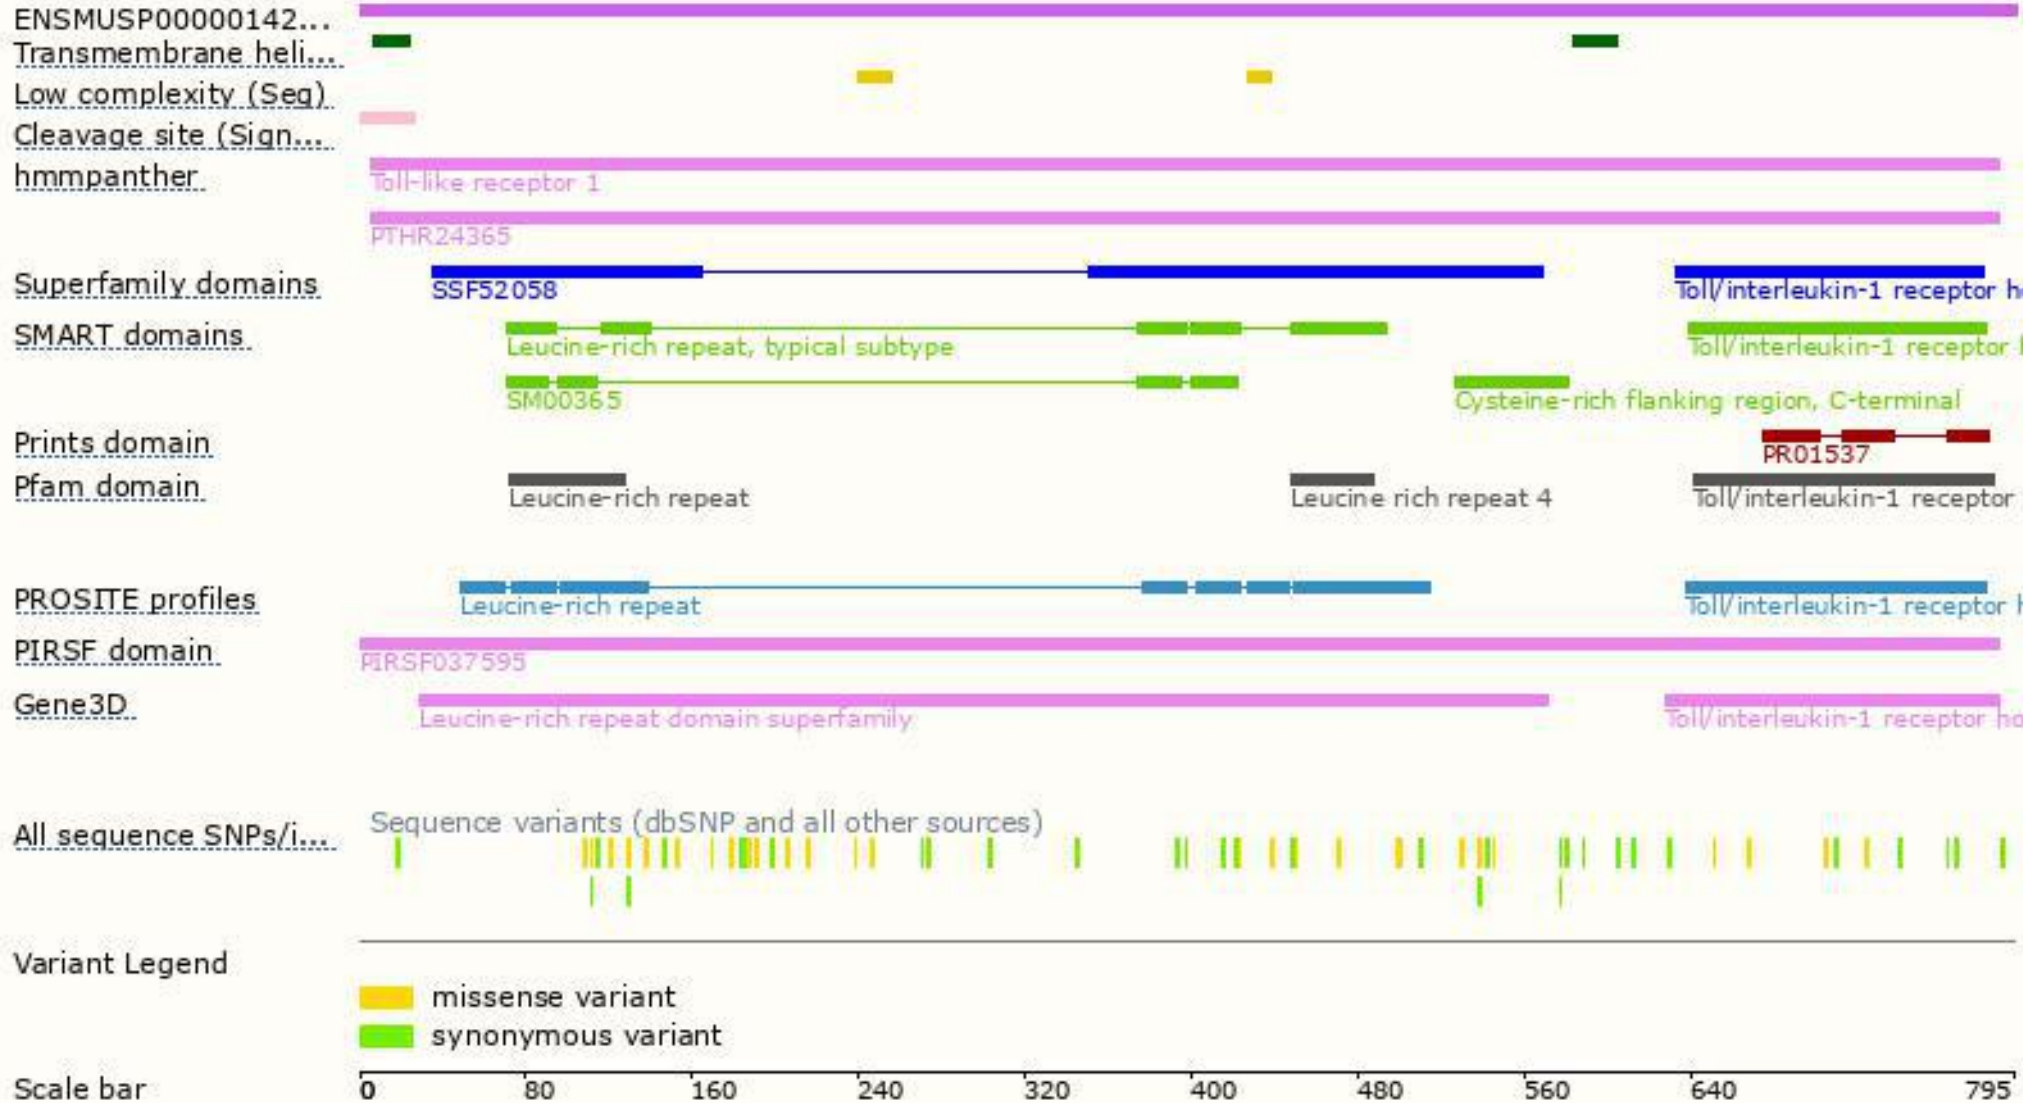 ENSMUSP00000142...
Transmembrane heli...
Low complexity (Seg)
Cleavage site (Sign...
hmmpanther
Toll-like receptor 1
PTHR24365
Superfamily domains
SSF52058
Toll/interleukin-1 receptor h
SMART domains
Leucine-rich repeat, typical subtype
Toll/interleukin-1 receptor
SM00365
Cysteine-rich flanking region, C-terminal
Prints domain
PR01537
Pfam domain
Leucine-rich repeat
Leucine rich repeat 4
Toll/interleukin-1 receptor
PROSITE profiles
Leucine-rich repeat
Toll/interleukin-1 receptor h
PIRSF domain
PIRSF037595
Gene3D
Leucine-rich repeat domain superfamily
Toll/interleukin-1 receptor ho
Sequence variants (dbSNP and all other sources)
All sequence SNPs/i...
Variant Legend
missense variant
synonymous variant
Scale bar
0 80 160 240 320 400 480 560 640 795